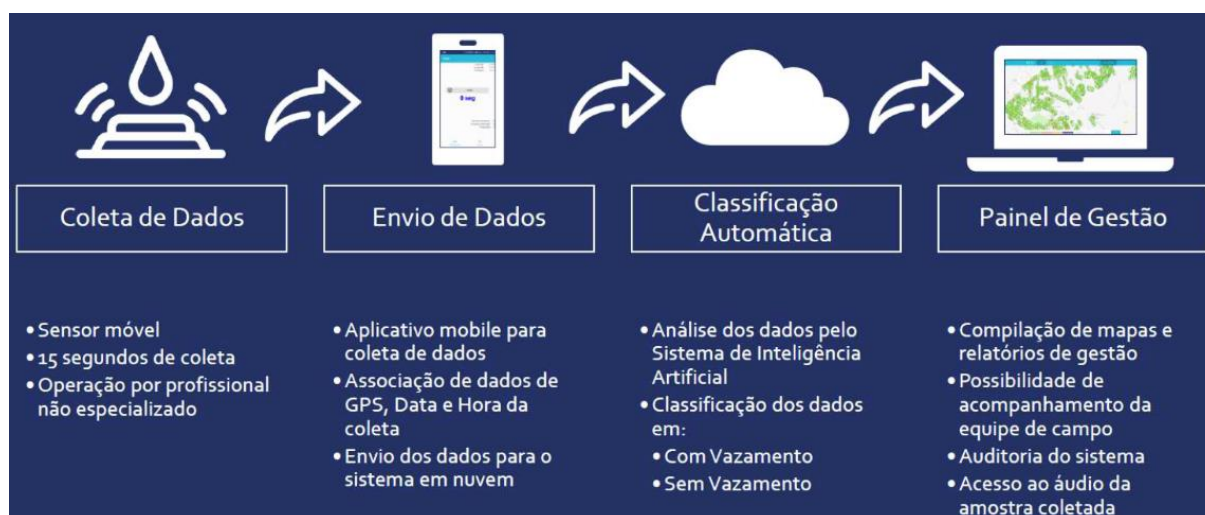 Coleta de Dados
Envio de Dados
Classificação
Automática
Painel de Gestão
• Sensor móvel
• 15 segundos de coleta
• Operação por profissional
não especializado
• Aplicativo mobile para
coleta de dados
• Associação de dados de
GPS, Data e Hora da
coleta
• Envio dos dados para o
sistema em nuvem
• Análise dos dados pelo
Sistema de Inteligência
Artificial
• Classificação dos dados
em:
• Com Vazamento
• Sem Vazamento
• Compilação de mapas e
relatórios de gestão
• Possibilidade de
acompanhamento da
equipe de campo
• Auditoria do sistema
• Acesso ao áudio da
amostra coletada